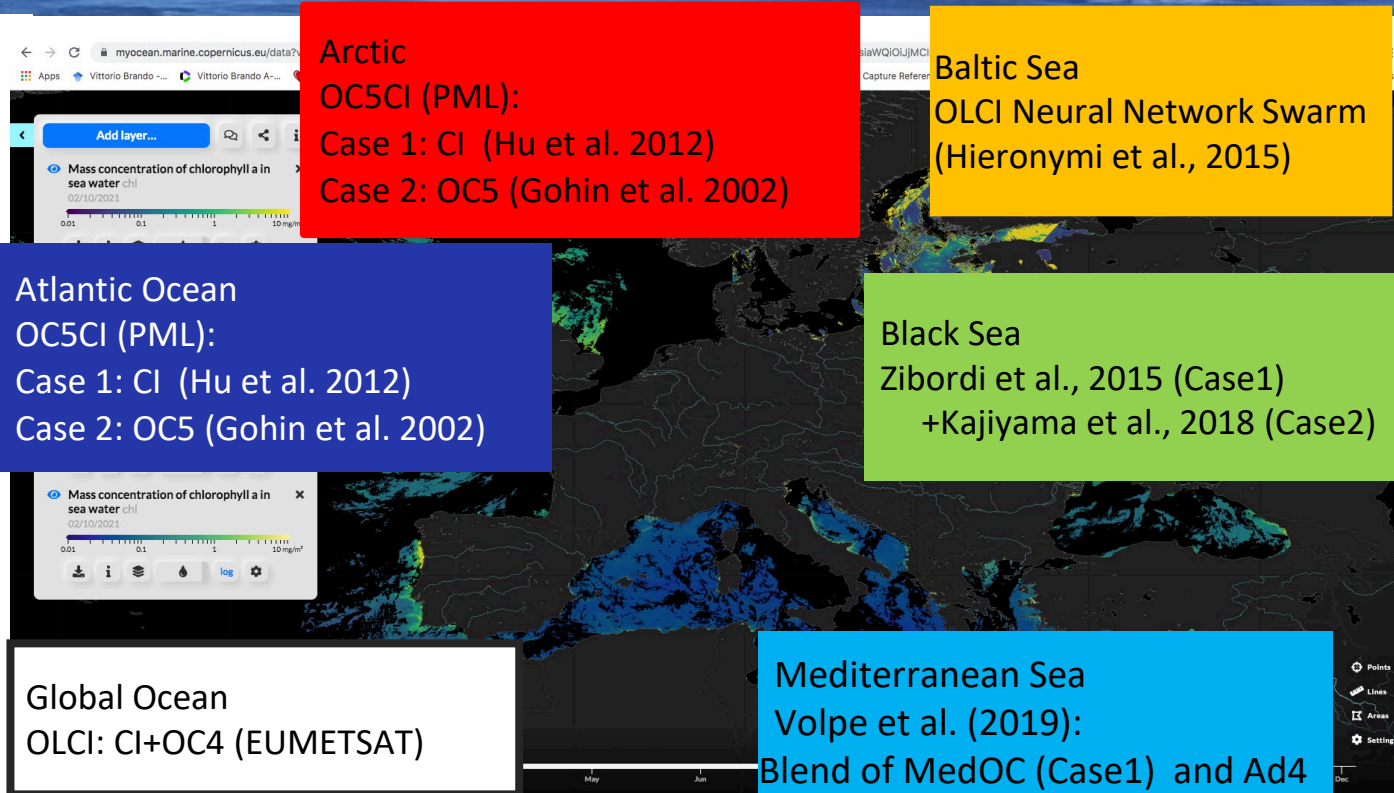 myocean.marine.copernicus.eu/data?v
siaWQiOiJjMCI
Apps
Vittorio Brando -...
Vittorio Brando A-...
Capture Referen
Arctic
OC5CI (PML):
Case 1: CI (Hu et al. 2012)
Case 2: OC5 (Gohin et al. 2002)
Baltic Sea
OLCI Neural Network Swarm
(Hieronymi et al., 2015)
Add layer...
Mass concentration of chlorophyll a in
sea water chl
02/10/2021
0.01 0.1 1 10 mg/m
Atlantic Ocean
OC5CI (PML):
Case 1: CI (Hu et al. 2012)
Case 2: OC5 (Gohin et al. 2002)
Black Sea
Zibordi et al., 2015 (Case1)
+Kajiyama et al., 2018 (Case2)
Mass concentration of chlorophyll a in
sea water chl
02/10/2021
0.01 0.1 1 10 mg/m³
log
Global Ocean
OLCI: CI+OC4 (EUMETSAT)
Mediterranean Sea
Volpe et al. (2019):
Blend of MedOC (Case1) and Ad4
Points
Lines
Areas
Setting
May
Jun
Dec